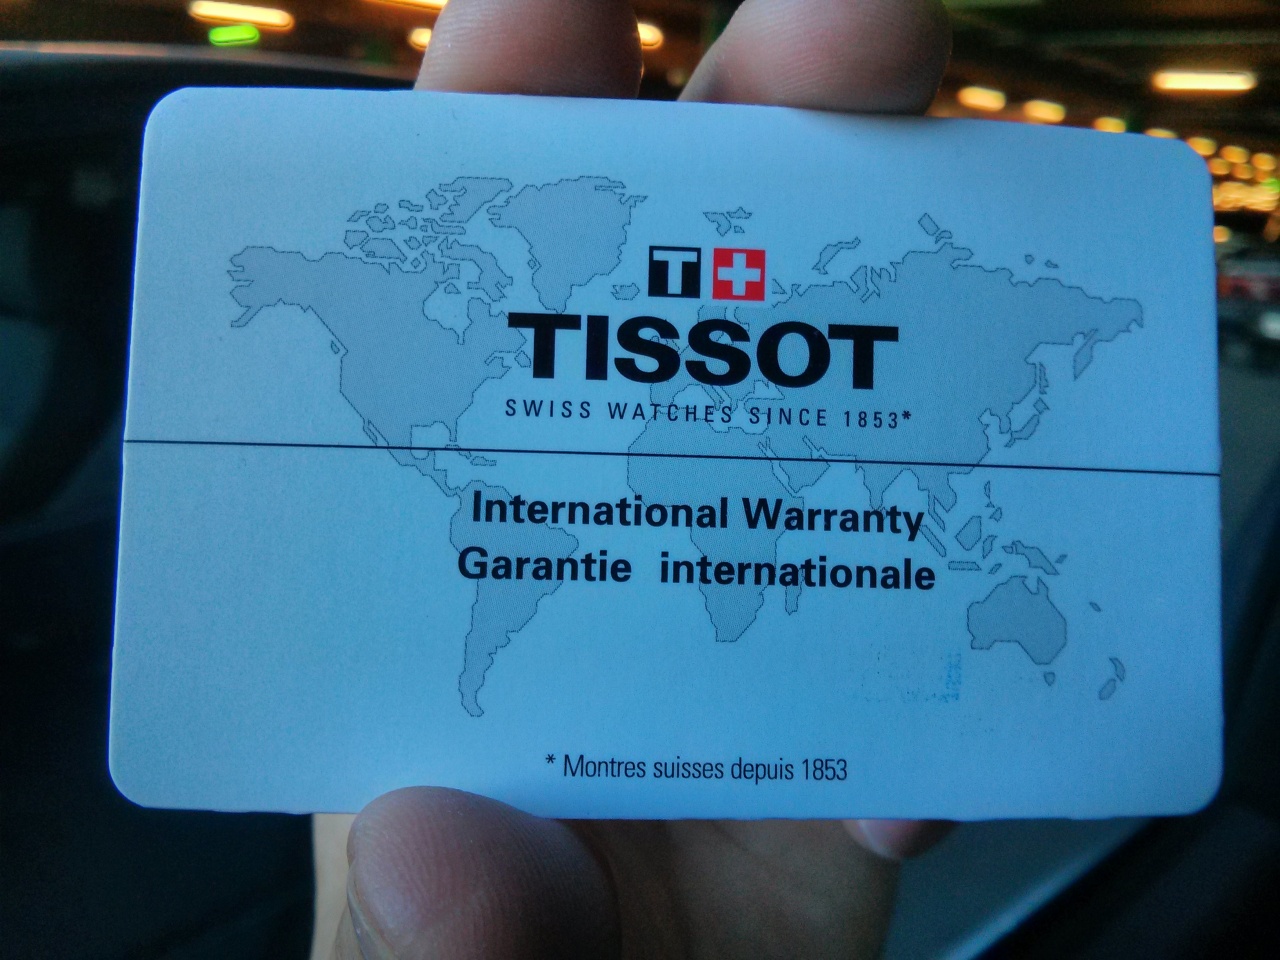 T
TISSOT
SWISS WATCHES SINCE 1853*
International Warranty
Garantie internationale
* Montres suisses depuis 1853